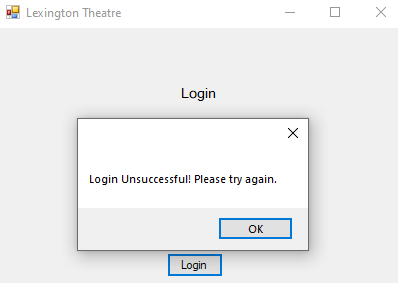 Lexington Theatre
Login
Login Unsuccessful! Please try again.
OK
Login